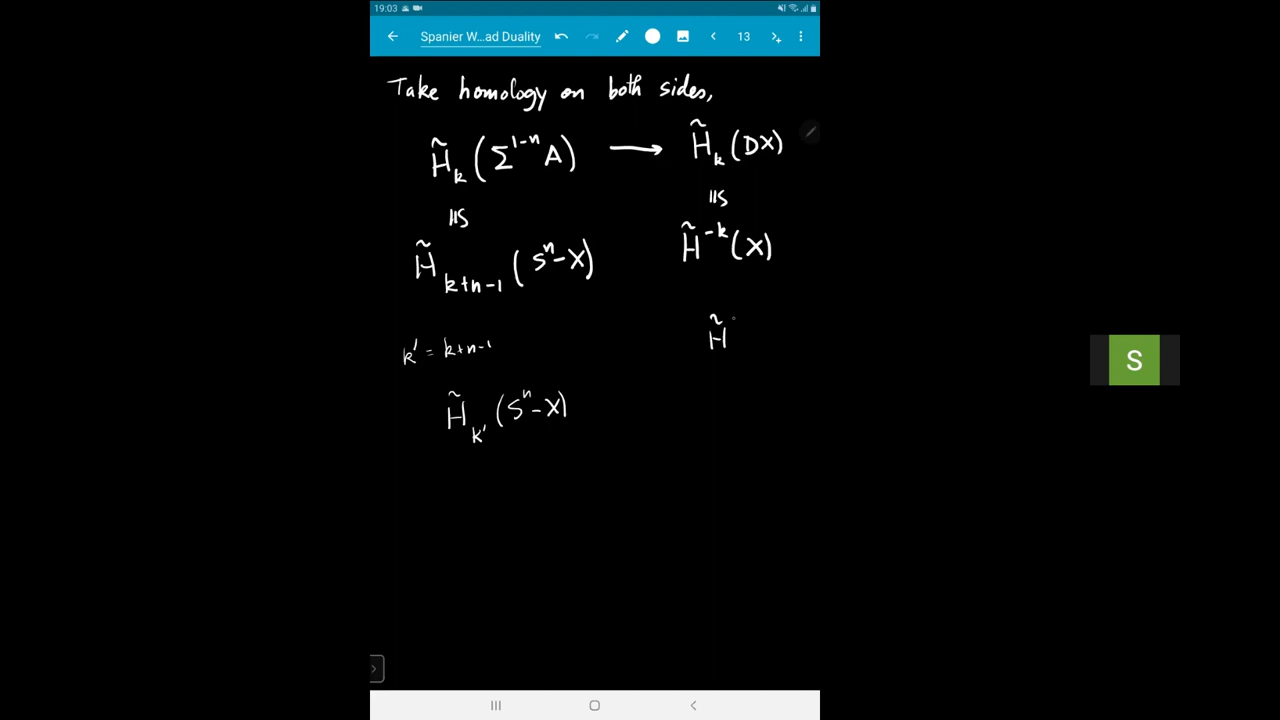 19:03
Spanier W...ad Duality
13
Take homology on both sides,
H̃_k (Σ^{1-n} A) ⟶ H̃_k (DX)
≅ ≅
H̃_{k+n-1} (S^n - X) H̃^{-k} (X)
H̃
k' = k+n-1
H̃_{k'} (S^n - X)
S